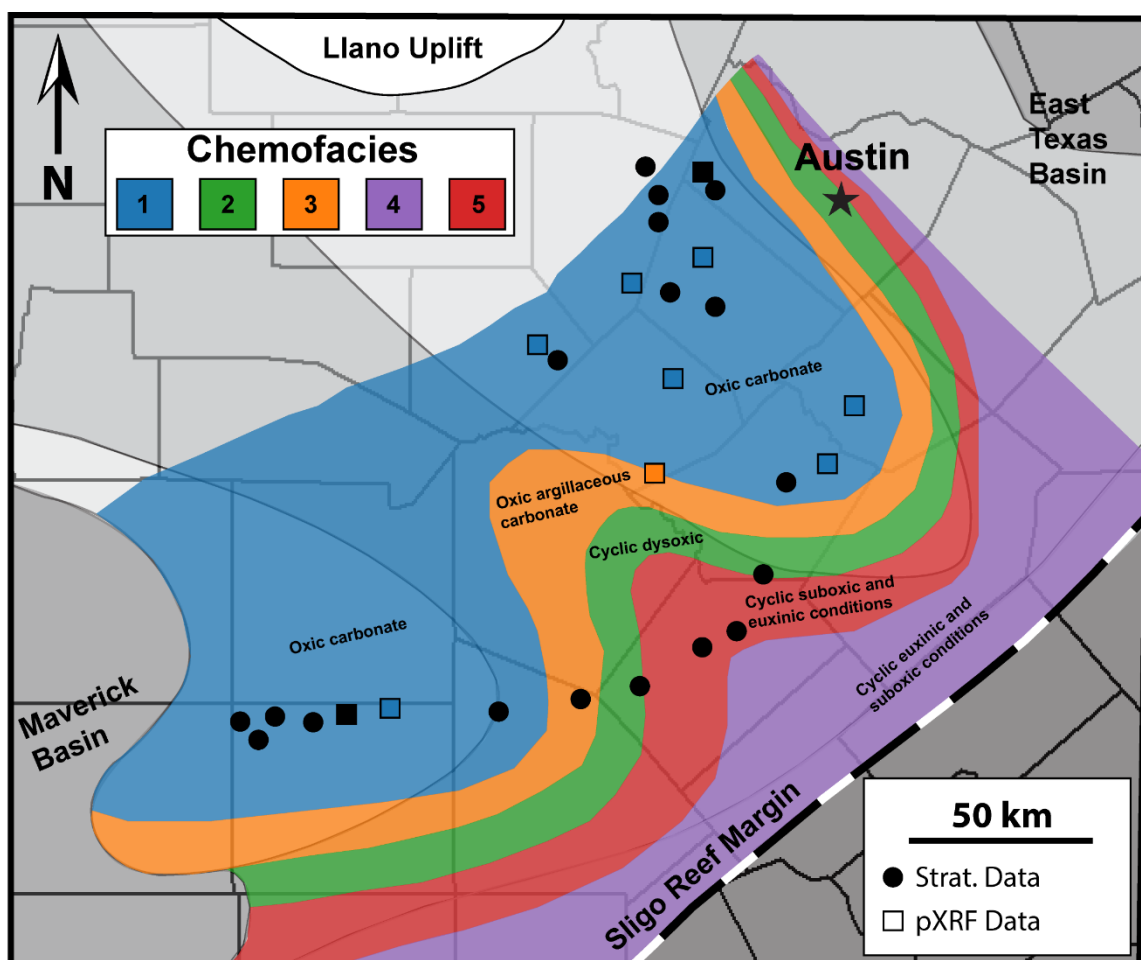 Llano Uplift
N
Chemofacies
1 2 3 4 5
East
Texas
Basin
Austin
Oxic carbonate
Oxic argillaceous
carbonate
Cyclic dysoxic
Cyclic suboxic and
euxinic conditions
Oxic carbonate
Cyclic euxinic and
suboxic conditions
Maverick
Basin
Sligo Reef Margin
50 km
Strat. Data
pXRF Data